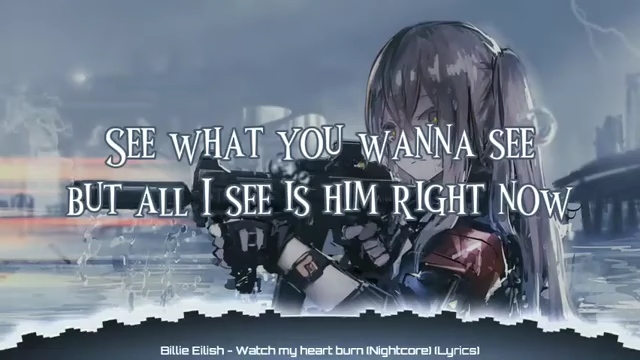 See what you wanna see
but all I see is him right now
Billie Eilish - Watch my heart burn (Nightcore) (Lyrics)